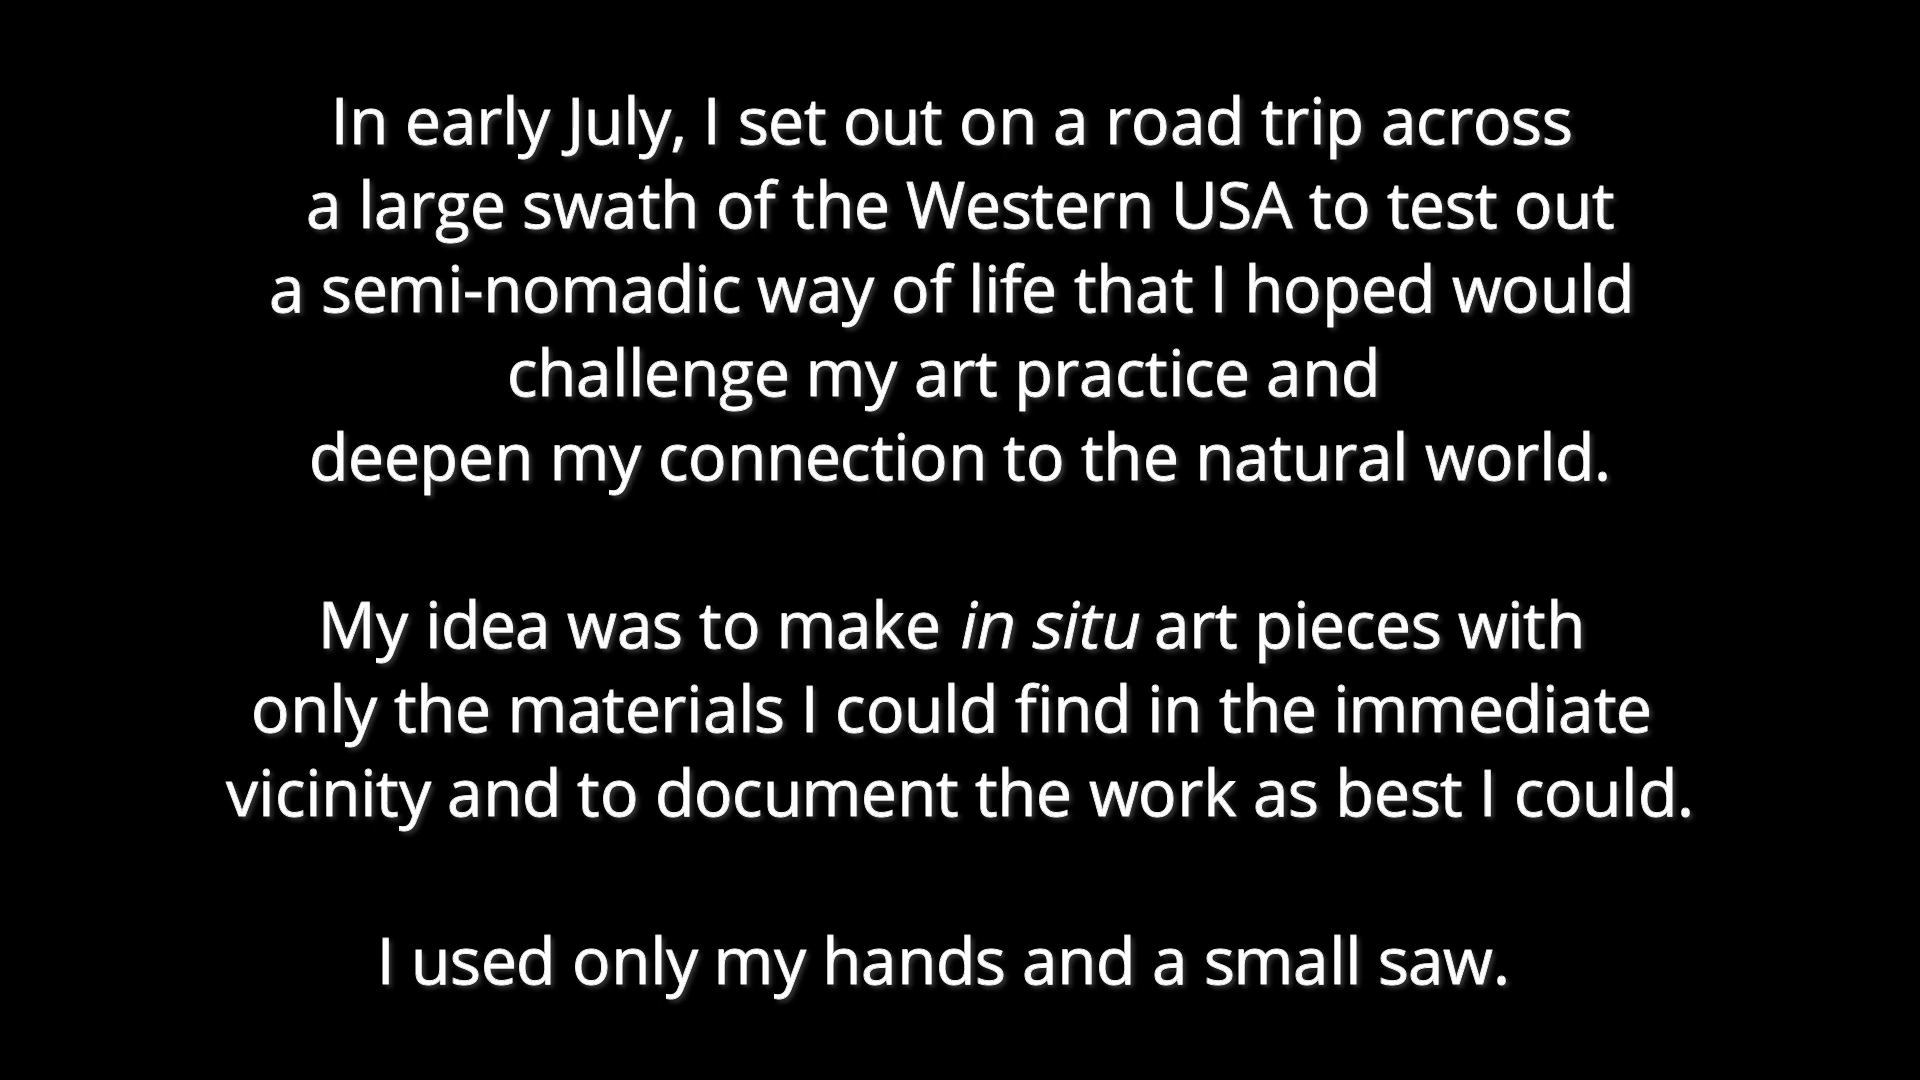 In early July, I set out on a road trip across
a large swath of the Western USA to test out
a semi-nomadic way of life that I hoped would
challenge my art practice and
deepen my connection to the natural world.
My idea was to make in situ art pieces with
only the materials I could find in the immediate
vicinity and to document the work as best I could.
I used only my hands and a small saw.